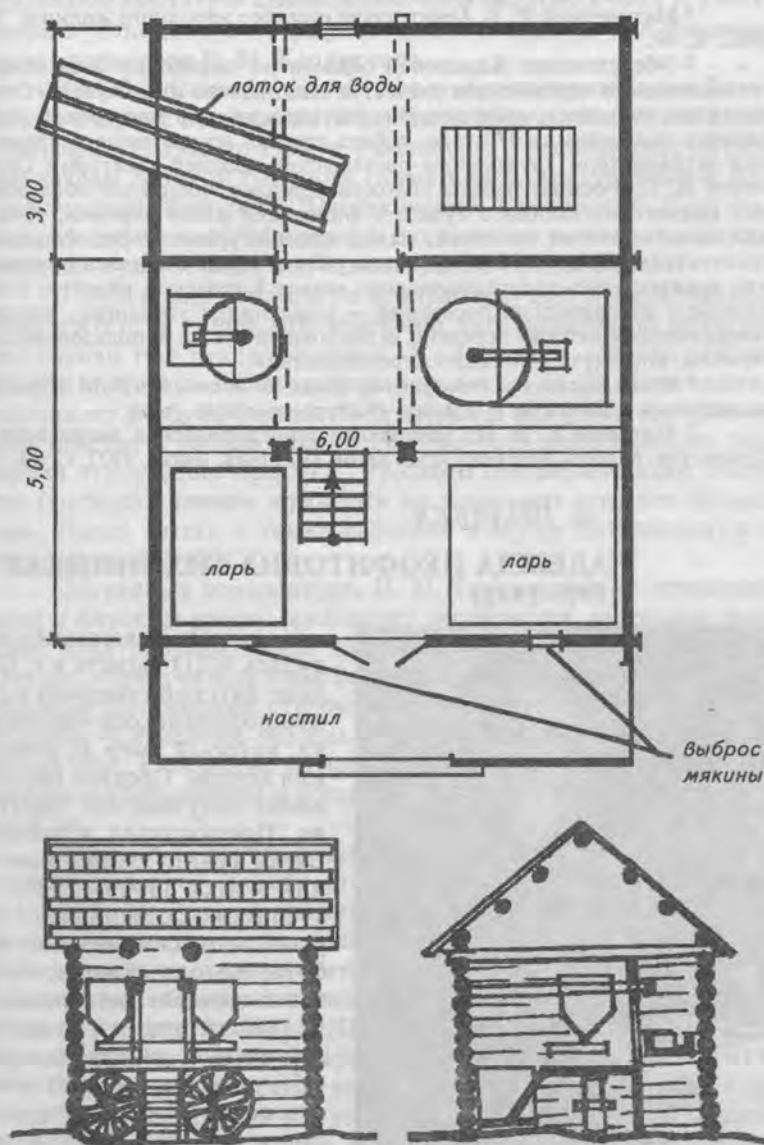 лоток для воды
3,00
6,00
5,00
ларь
ларь
настил
выброс
мякины